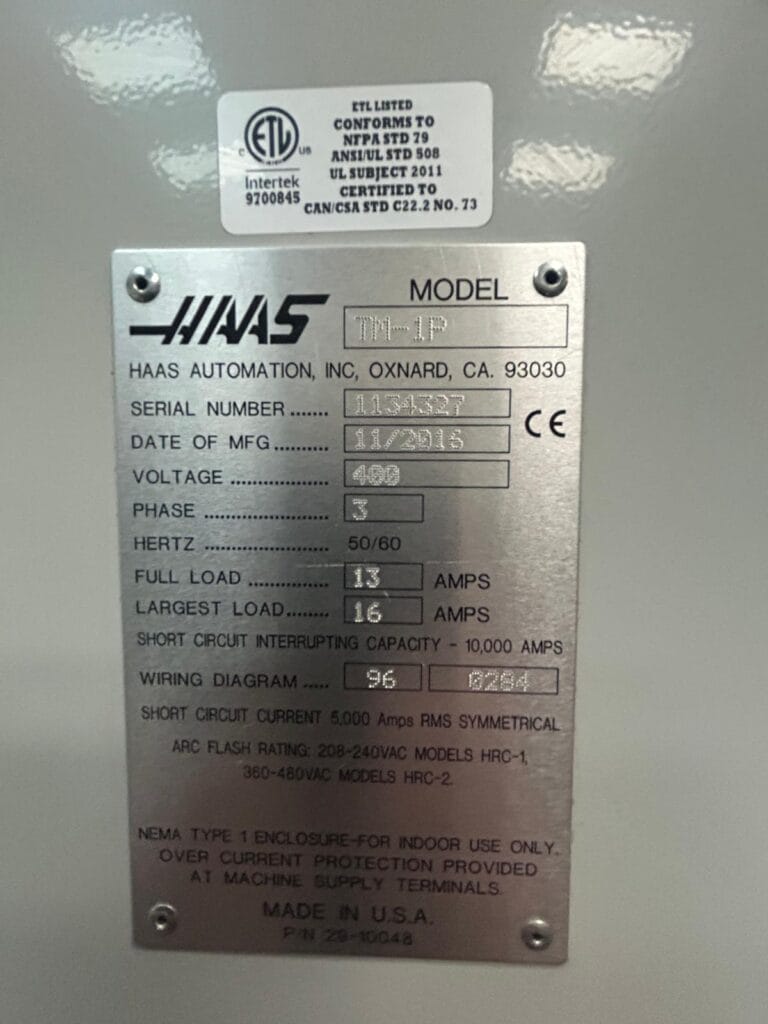 ETL LISTED
CONFORMS TO
NFPA STD 79
ANSI/UL STD 508
UL SUBJECT 2011
CERTIFIED TO
CAN/CSA STD C22.2 NO. 73
C ETL US
Intertek
9700845
HAAS
MODEL
TM-1P
HAAS AUTOMATION, INC, OXNARD, CA. 93030
SERIAL NUMBER ....... 1134327
DATE OF MFG.......... 11/2016
CE
VOLTAGE .................. 400
PHASE ....................... 3
HERTZ ....................... 50/60
FULL LOAD ............... 13 AMPS
LARGEST LOAD........ 16 AMPS
SHORT CIRCUIT INTERRUPTING CAPACITY - 10,000 AMPS
WIRING DIAGRAM ..... 96 0284
SHORT CIRCUIT CURRENT 5,000 Amps RMS SYMMETRICAL
ARC FLASH RATING: 208-240VAC MODELS HRC-1,
360-480VAC MODELS HRC-2.
NEMA TYPE 1 ENCLOSURE-FOR INDOOR USE ONLY.
OVER CURRENT PROTECTION PROVIDED
AT MACHINE SUPPLY TERMINALS.
MADE IN U.S.A.
P/N 29-10048